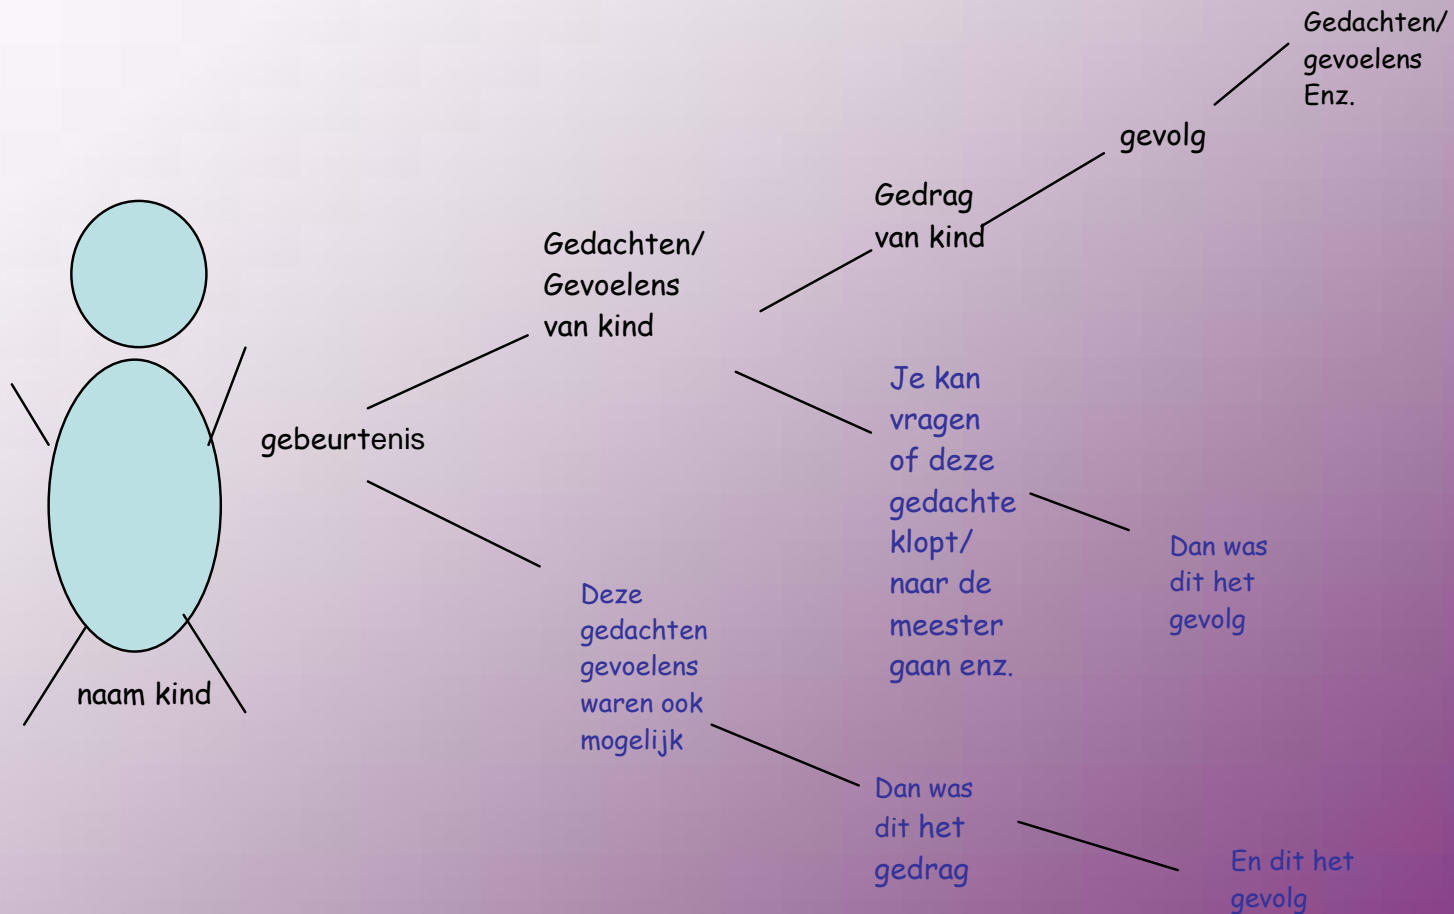 Gedachten/
gevoelens
Enz.
gevolg
Gedrag
van kind
Gedachten/
Gevoelens
van kind
gebeurtenis
Je kan
vragen
of deze
gedachte
klopt/
naar de
meester
gaan enz.
Dan was
dit het
gevolg
Deze
gedachten
gevoelens
waren ook
mogelijk
naam kind
Dan was
dit het
gedrag
En dit het
gevolg